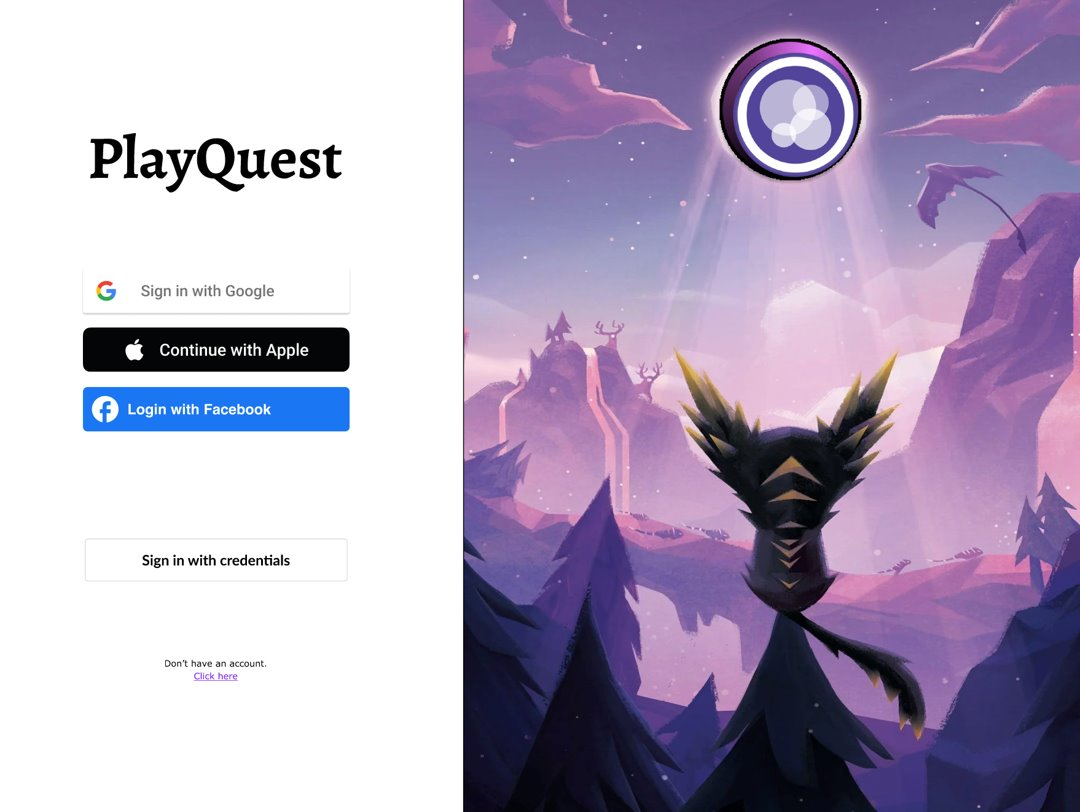 PlayQuest
Sign in with Google
Continue with Apple
Login with Facebook
Sign in with credentials
Don't have an account.
Click here